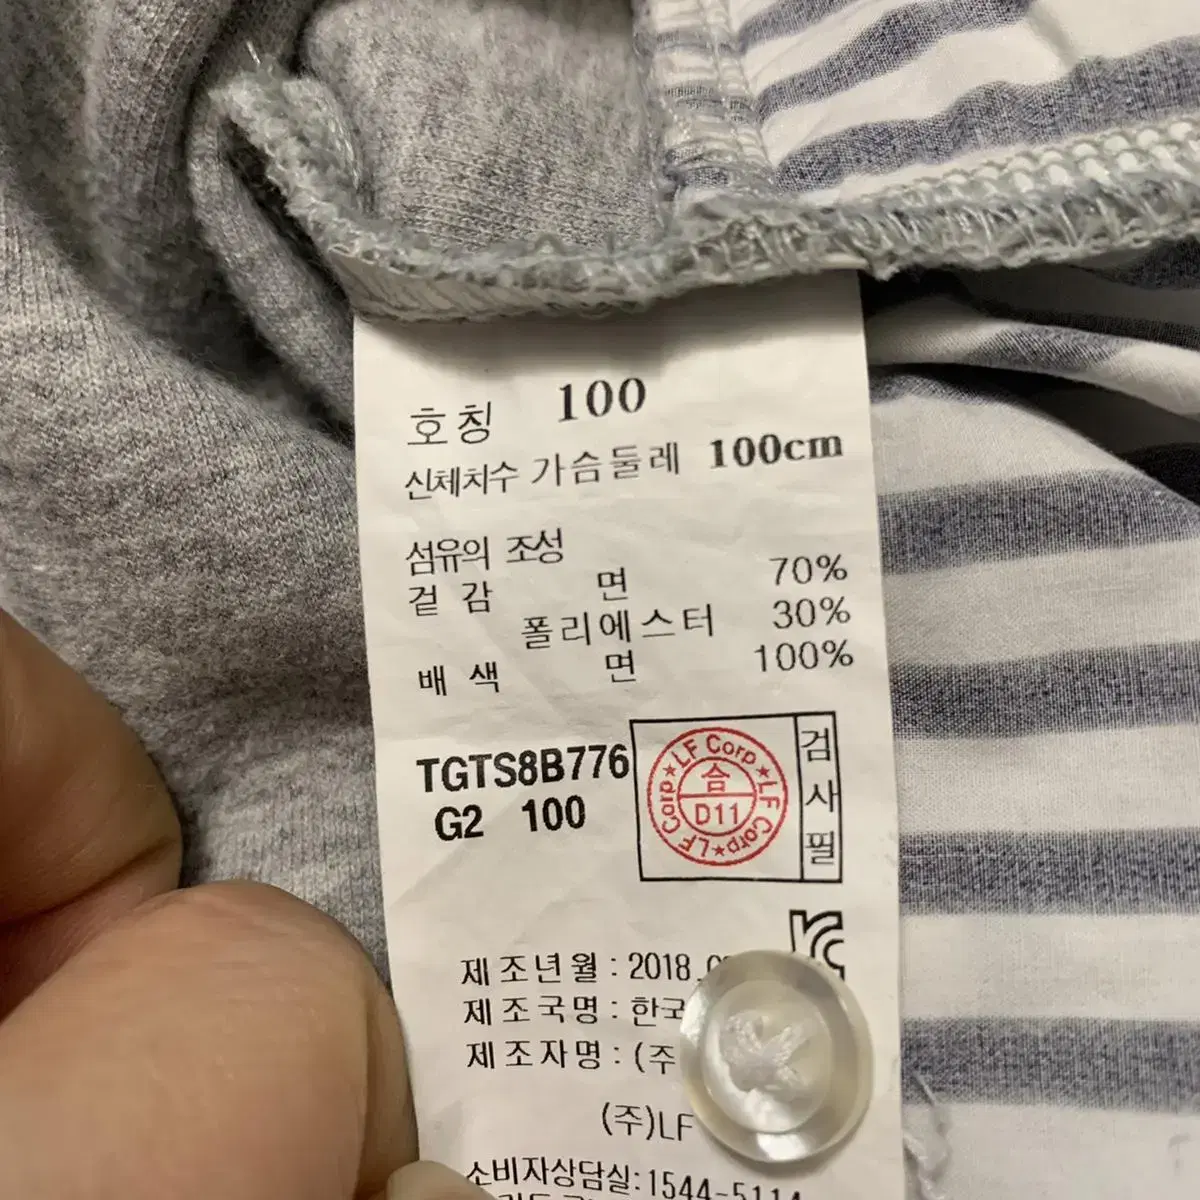 호칭 100
신체치수 가슴둘레 100cm
섬유의 조성
겉감 면 70%
폴리에스터 30%
배색 면 100%
TGTS8B776
G2 100
LF Corp★LF Corp★LF Corp★
合
D11
검사필
제조년월 : 2018
제조국명 : 한국
제조자명 : (주
(주)LF
소비자상담실:1544-5114